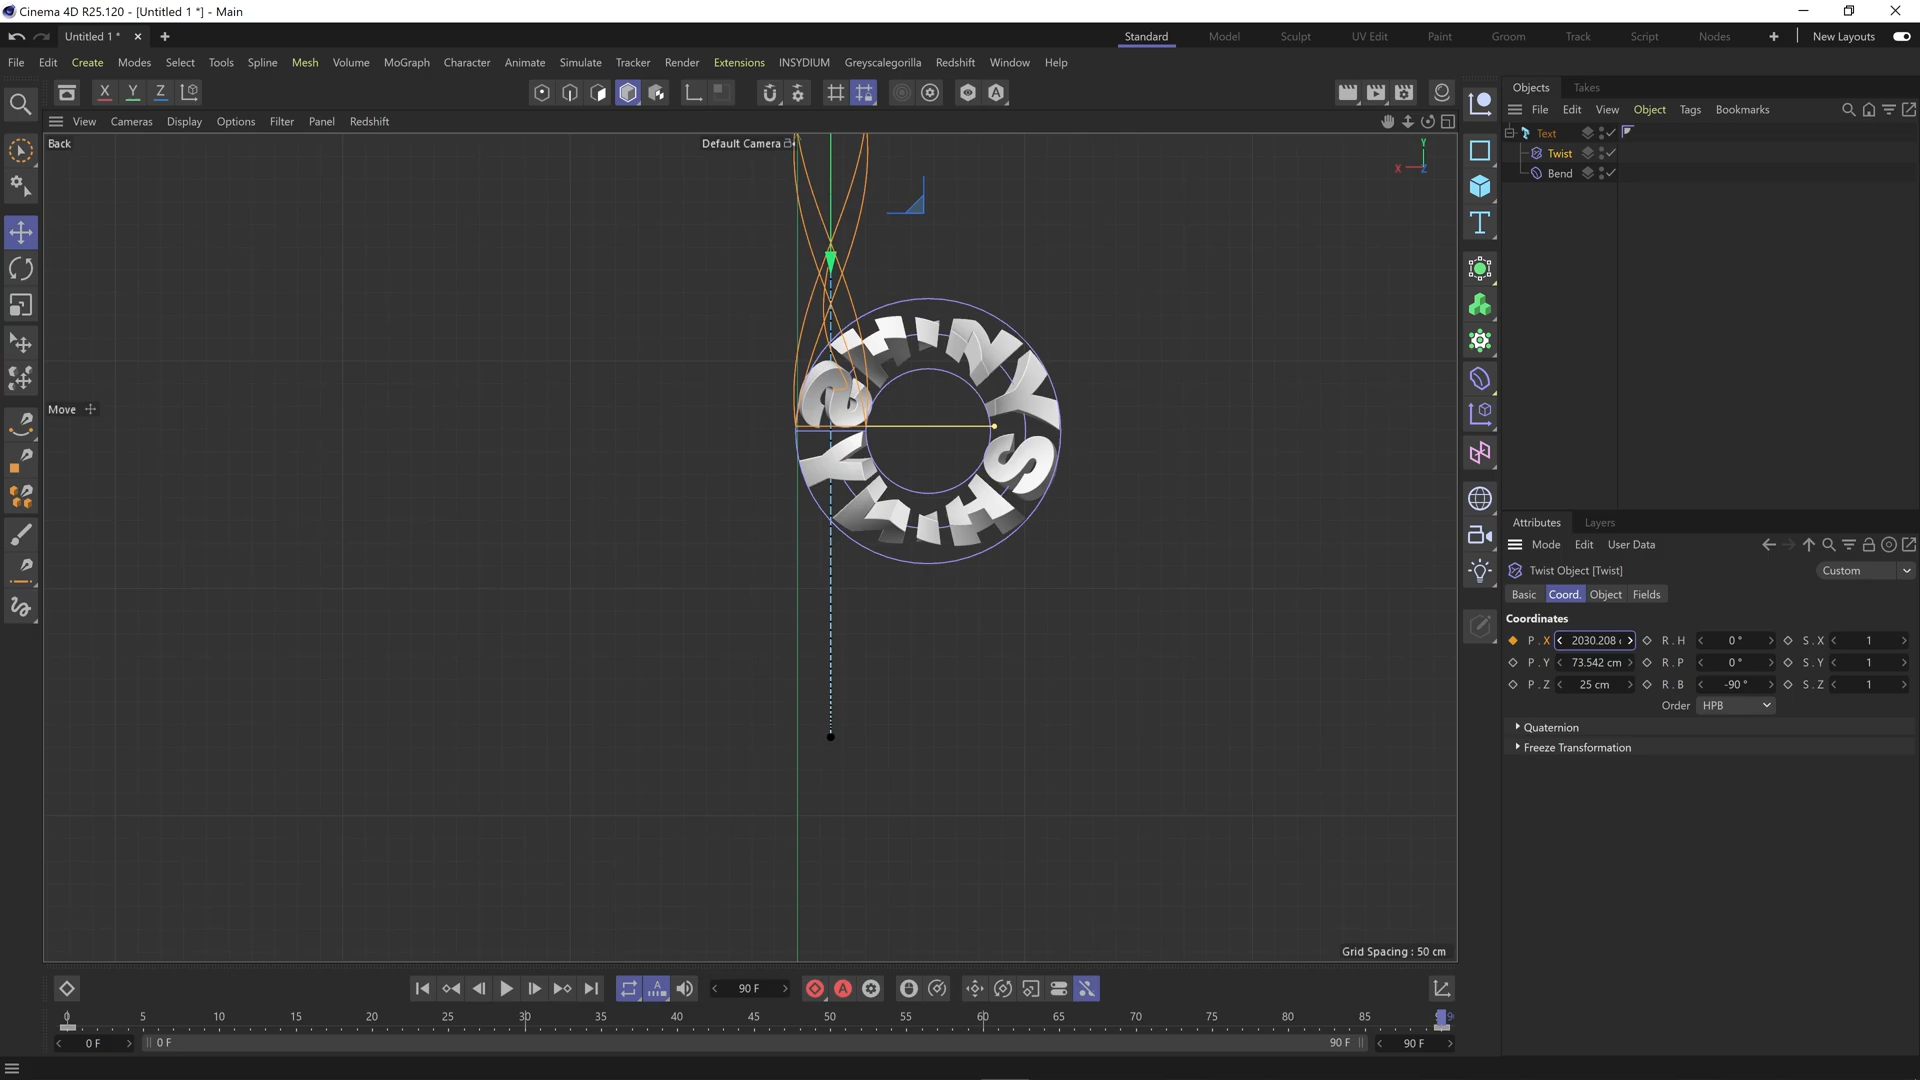 Cinema 4D R25.120 - [Untitled 1 *] - Main
Untitled 1 *
Standard Model Sculpt UV Edit Paint Groom Track Script Nodes New Layouts
File Edit Create Modes Select Tools Spline Mesh Volume MoGraph Character Animate Simulate Tracker Render Extensions INSYDIUM Greyscalegorilla Redshift Window Help
X Y Z
View Cameras Display Options Filter Panel Redshift
Back
Default Camera
Y
X Z
Move
SHINY SHINY
Grid Spacing : 50 cm
Objects Takes
File Edit View Object Tags Bookmarks
Text
Twist
Bend
Attributes Layers
Mode Edit User Data
Twist Object [Twist]
Custom
Basic Coord. Object Fields
Coordinates
P . X 2030.208 R . H 0 ° S . X 1
P . Y 73.542 cm R . P 0 ° S . Y 1
P . Z 25 cm R . B -90 ° S . Z 1
Order HPB
Quaternion
Freeze Transformation
90 F
0 5 10 15 20 25 30 35 40 45 50 55 60 65 70 75 80 85
0 F 0 F 90 F 90 F